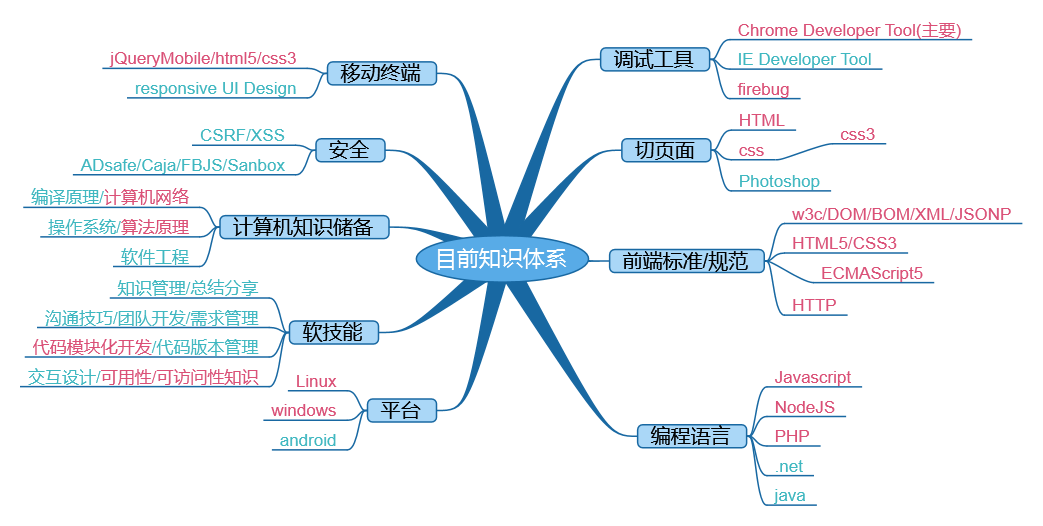 目前知识体系
移动终端
jQueryMobile/html5/css3
responsive UI Design
安全
CSRF/XSS
ADsafe/Caja/FBJS/Sanbox
计算机知识储备
编译原理/计算机网络
操作系统/算法原理
软件工程
软技能
知识管理/总结分享
沟通技巧/团队开发/需求管理
代码模块化开发/代码版本管理
交互设计/可用性/可访问性知识
平台
Linux
windows
android
调试工具
Chrome Developer Tool(主要)
IE Developer Tool
firebug
切页面
HTML
css
css3
Photoshop
前端标准/规范
w3c/DOM/BOM/XML/JSONP
HTML5/CSS3
ECMAScript5
HTTP
编程语言
Javascript
NodeJS
PHP
.net
java